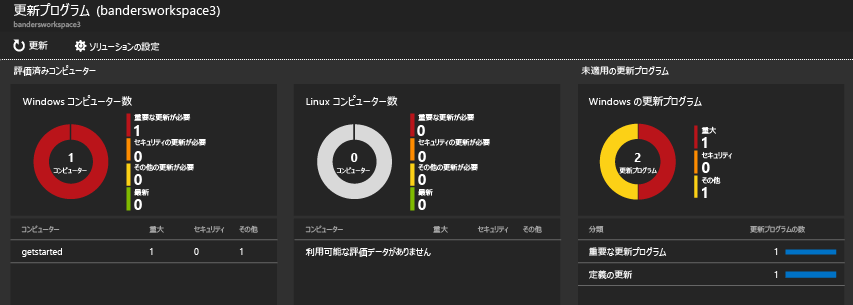 更新プログラム (bandersworkspace3)
bandersworkspace3
更新 ソリューションの設定
評価済みコンピューター
未適用の更新プログラム
Windows コンピューター数
1
コンピューター
重要な更新が必要
1
セキュリティの更新が必要
0
その他の更新が必要
0
最新
0
コンピューター 重大 セキュリティ その他
getstarted 1 0 1
Linux コンピューター数
0
コンピューター
重要な更新が必要
0
セキュリティの更新が必要
0
その他の更新が必要
0
最新
0
コンピューター 重大 セキュリティ その他
利用可能な評価データがありません
Windows の更新プログラム
2
更新プログラム
重大
1
セキュリティ
0
その他
1
分類 更新プログラムの数
重要な更新プログラム 1
定義の更新 1